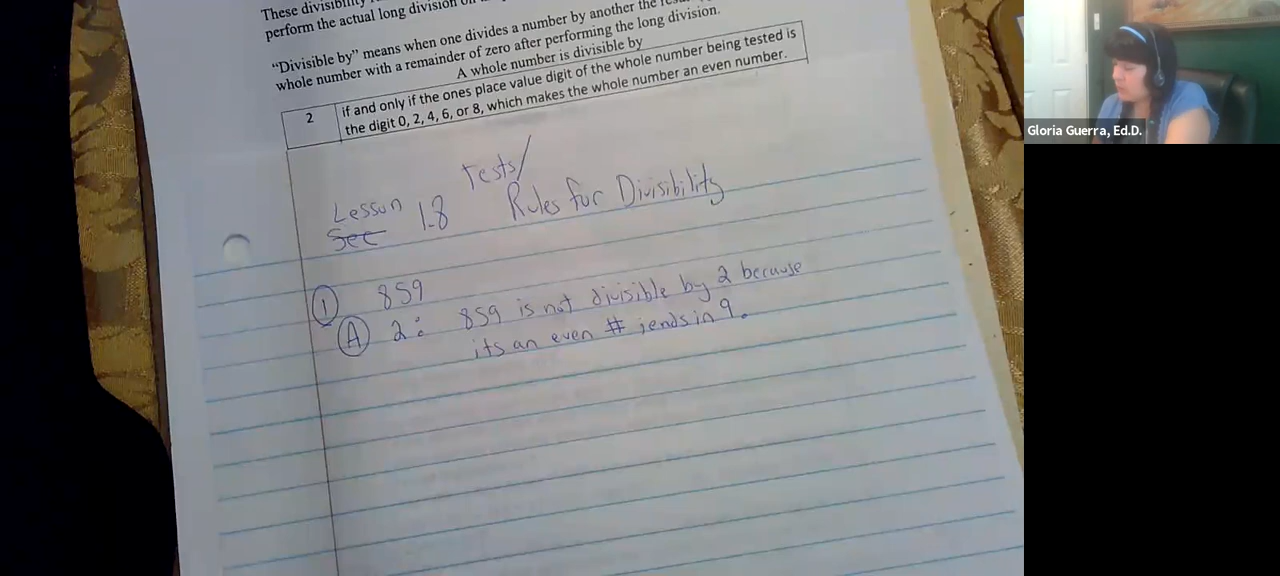 These divisibility
perform the actual long division on
"Divisible by" means when one divides a number by another the
whole number with a remainder of zero after performing the long division.
A whole number is divisible by
2 if and only if the ones place value digit of the whole number being tested is
the digit 0, 2, 4, 6, or 8, which makes the whole number an even number.
Tests/
Lesson
See 1.8 Rules for Divisibility
1 859
A 2: 859 is not divisible by 2 because
its an even # ; ends in 9.
Gloria Guerra, Ed.D.